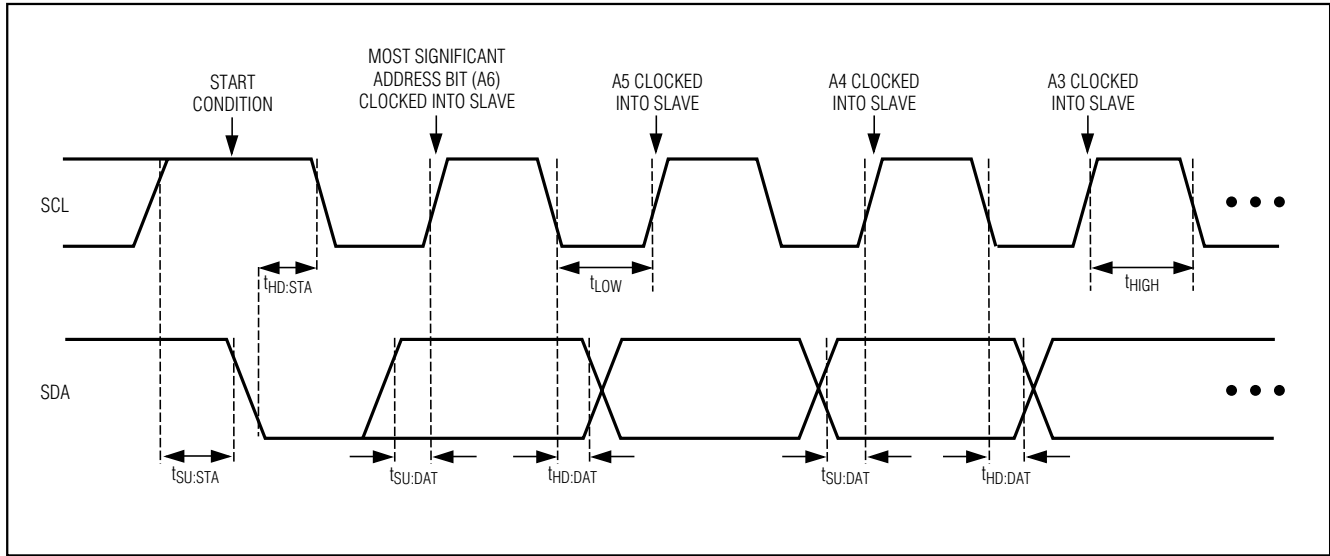 START
CONDITION
MOST SIGNIFICANT
ADDRESS BIT (A6)
CLOCKED INTO SLAVE
A5 CLOCKED
INTO SLAVE
A4 CLOCKED
INTO SLAVE
A3 CLOCKED
INTO SLAVE
SCL
tHD:STA
tLOW
tHIGH
SDA
tSU:STA
tSU:DAT
tHD:DAT
tSU:DAT
tHD:DAT